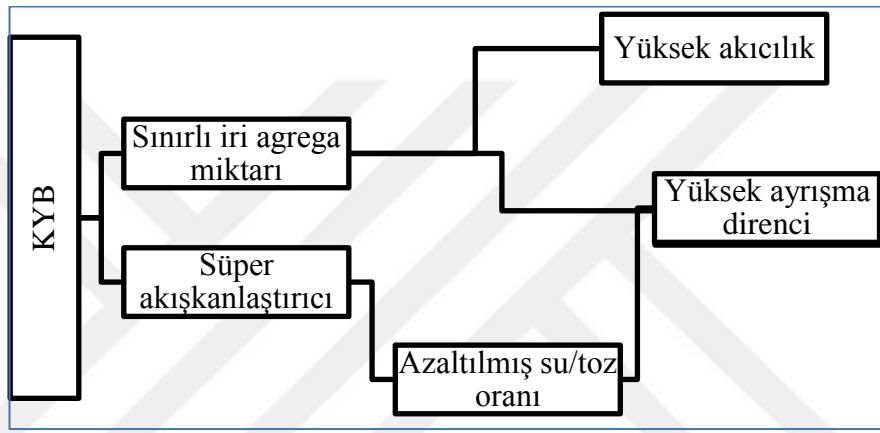 KYB
Sınırlı iri agrega
miktarı
Süper
akışkanlaştırıcı
Azaltılmış su/toz
oranı
Yüksek akıcılık
Yüksek ayrışma
direnci